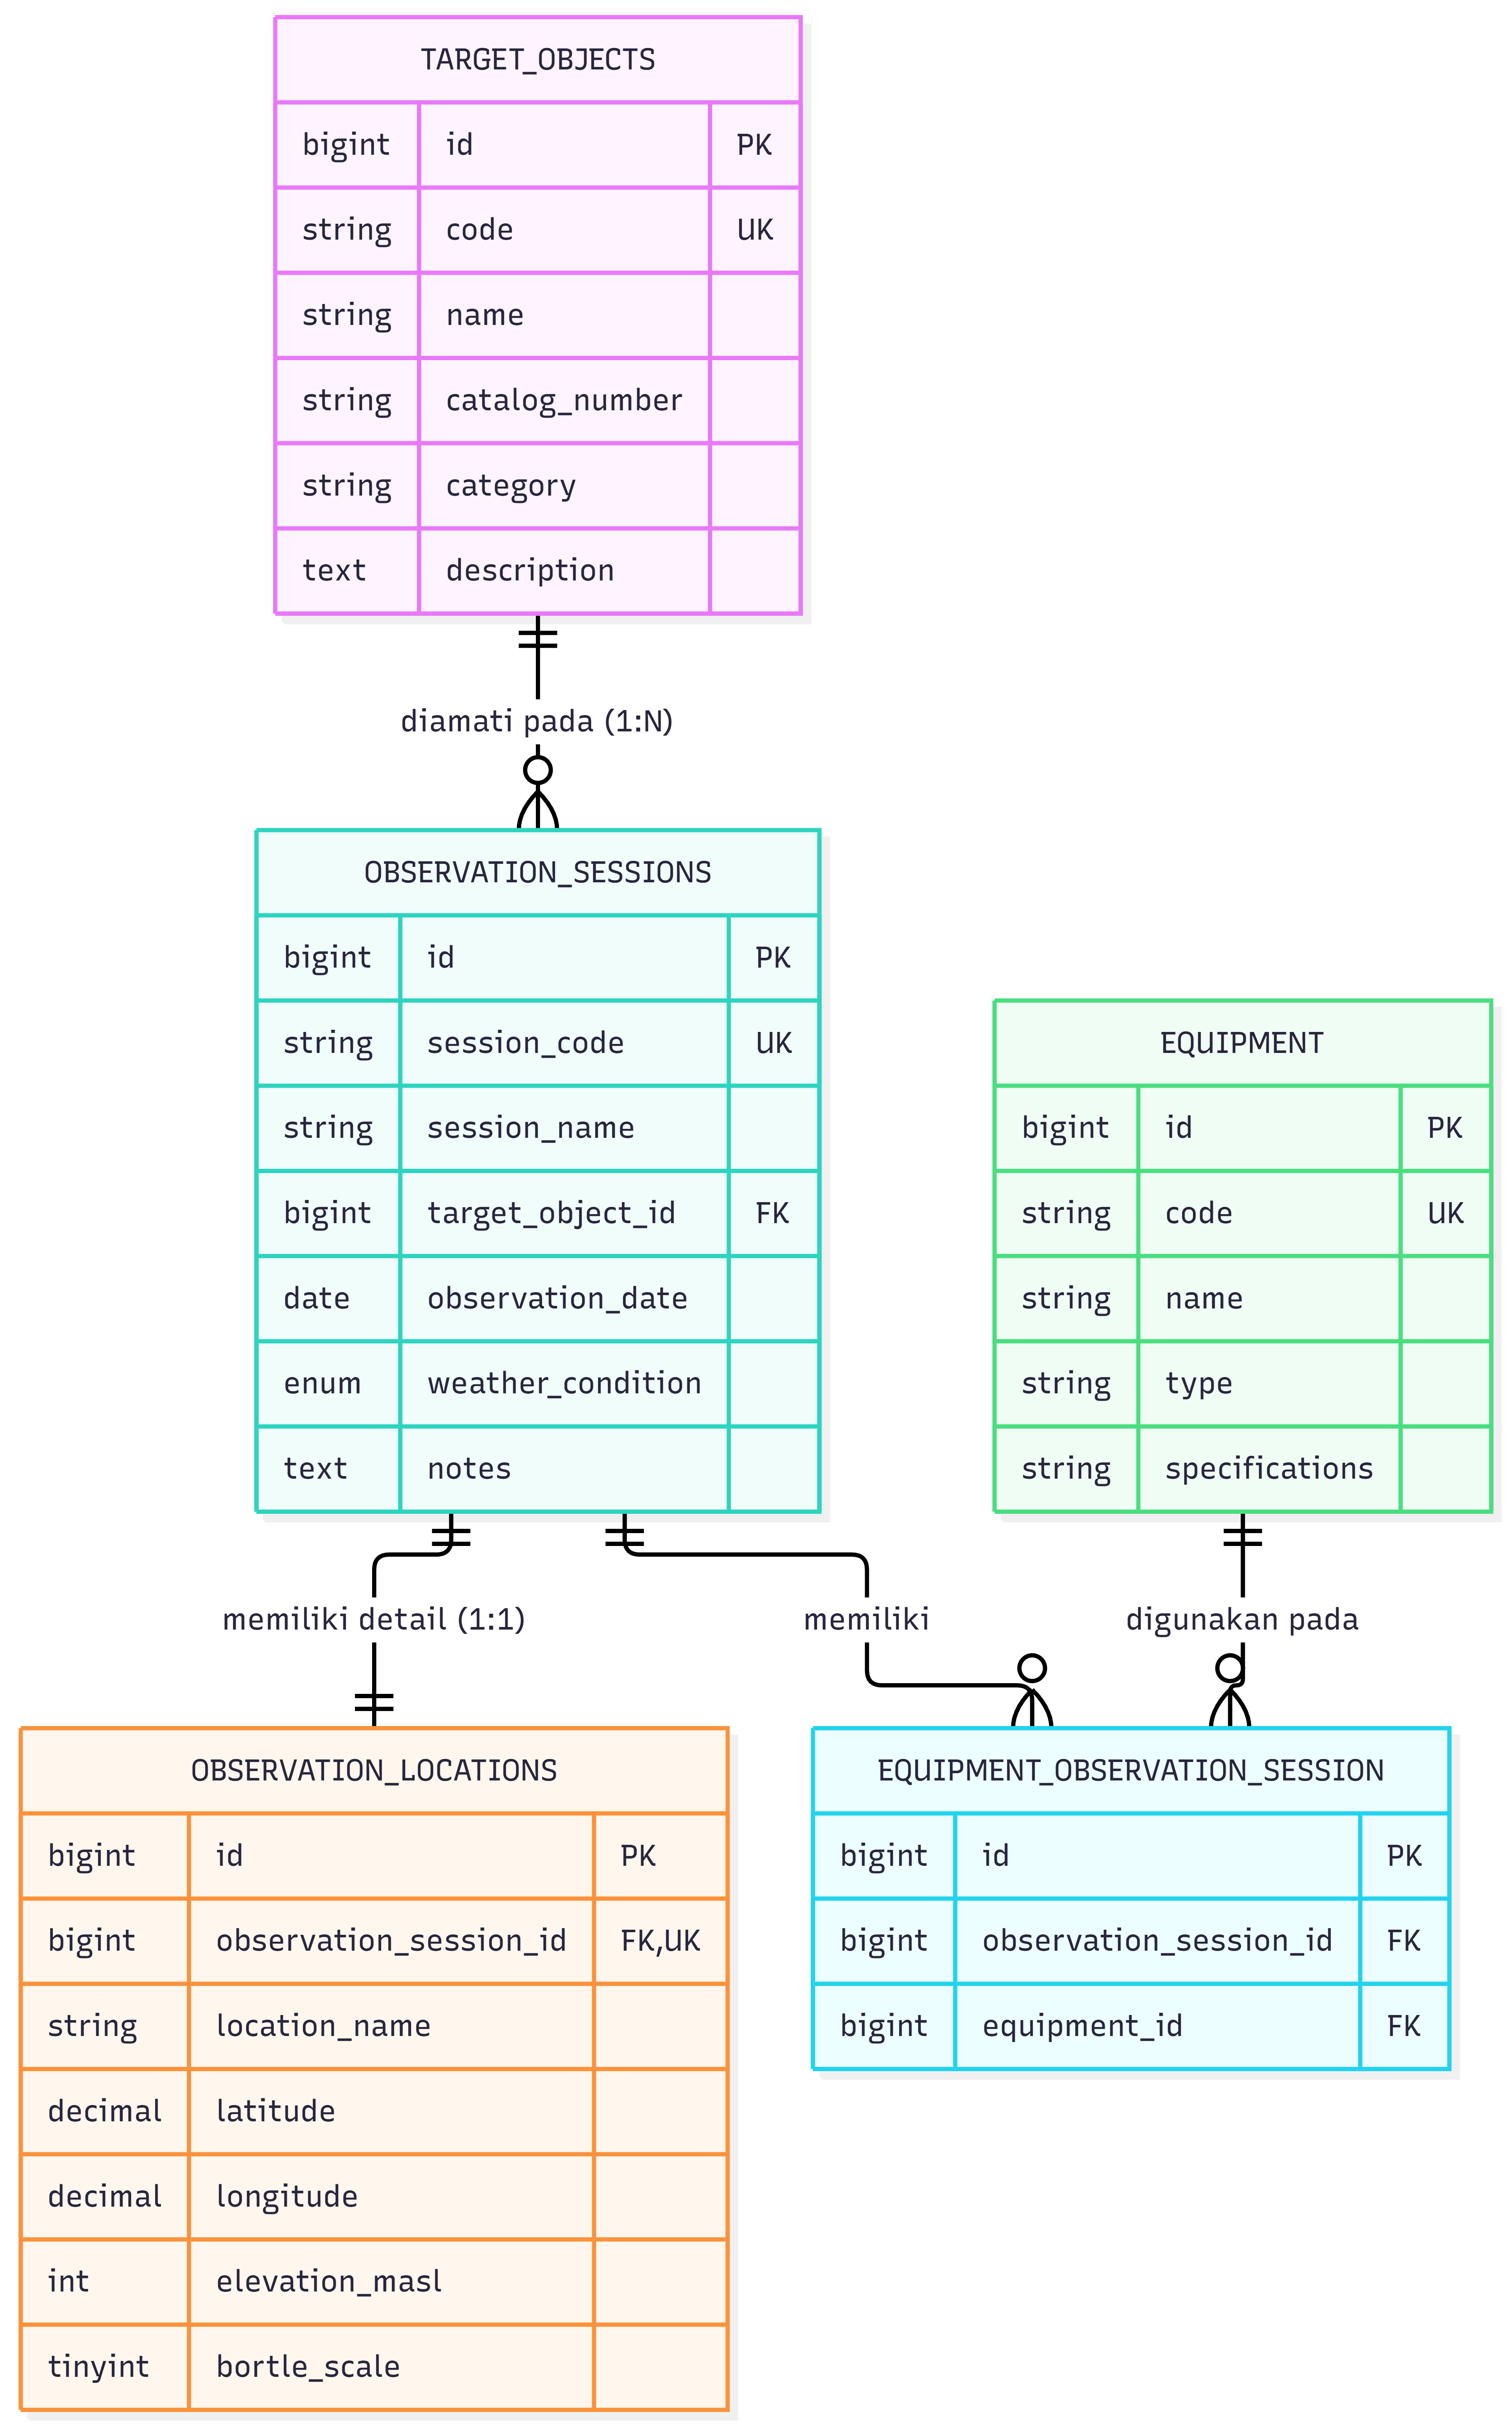 TARGET_OBJECTS
bigint id PK
string code UK
string name
string catalog_number
string category
text description
diamati pada (1:N)
OBSERVATION_SESSIONS
bigint id PK
string session_code UK
string session_name
bigint target_object_id FK
date observation_date
enum weather_condition
text notes
EQUIPMENT
bigint id PK
string code UK
string name
string type
string specifications
memiliki detail (1:1)
memiliki
digunakan pada
OBSERVATION_LOCATIONS
bigint id PK
bigint observation_session_id FK,UK
string location_name
decimal latitude
decimal longitude
int elevation_masl
tinyint bortle_scale
EQUIPMENT_OBSERVATION_SESSION
bigint id PK
bigint observation_session_id FK
bigint equipment_id FK